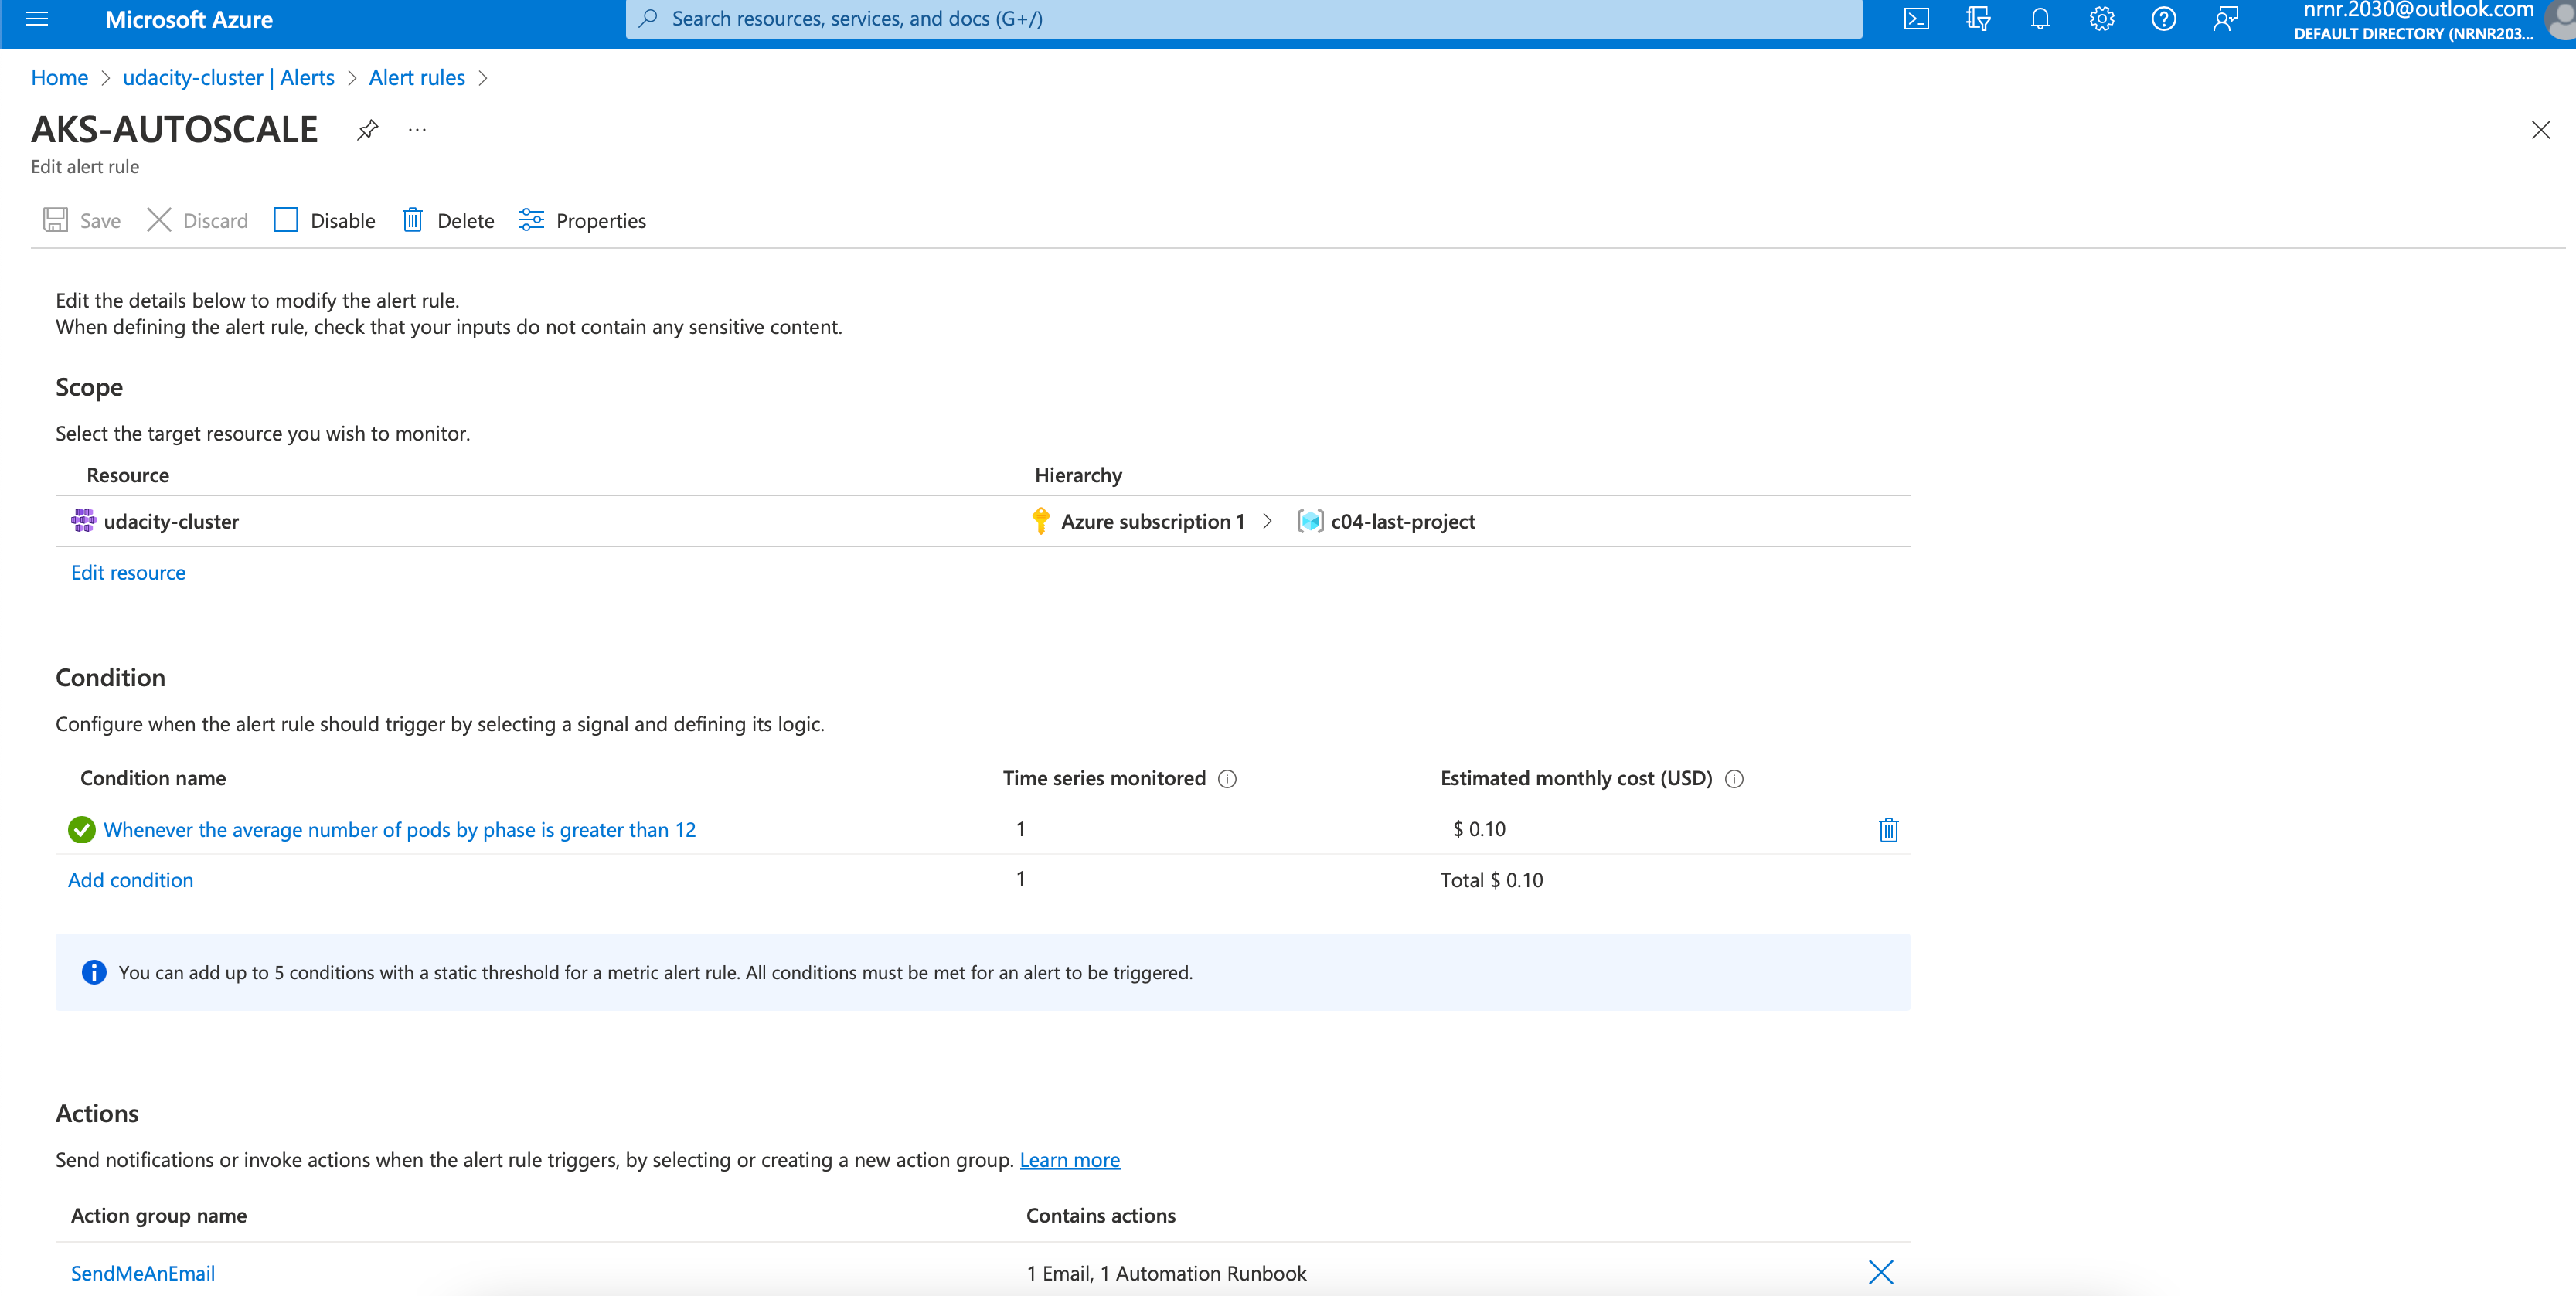 Microsoft Azure
Search resources, services, and docs (G+/)
nrnr.2030@outlook.com
DEFAULT DIRECTORY (NRNR203...
Home > udacity-cluster | Alerts > Alert rules >
AKS-AUTOSCALE ...
Edit alert rule
Save Discard Disable Delete Properties
Edit the details below to modify the alert rule.
When defining the alert rule, check that your inputs do not contain any sensitive content.
Scope
Select the target resource you wish to monitor.
Resource Hierarchy
udacity-cluster Azure subscription 1 > c04-last-project
Edit resource
Condition
Configure when the alert rule should trigger by selecting a signal and defining its logic.
Condition name Time series monitored Estimated monthly cost (USD)
Whenever the average number of pods by phase is greater than 12 1 $ 0.10
Add condition 1 Total $ 0.10
You can add up to 5 conditions with a static threshold for a metric alert rule. All conditions must be met for an alert to be triggered.
Actions
Send notifications or invoke actions when the alert rule triggers, by selecting or creating a new action group. Learn more
Action group name Contains actions
SendMeAnEmail 1 Email, 1 Automation Runbook